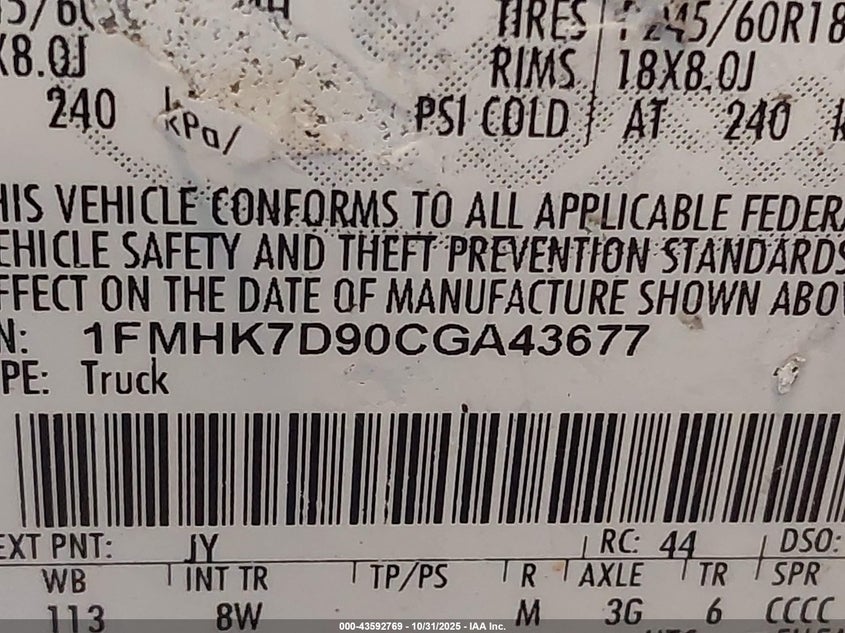 TIRES P245/60R18
X8.0J RIMS 18X8.0J
240 kPa/ PSI COLD AT 240
HIS VEHICLE CONFORMS TO ALL APPLICABLE FEDERA
EHICLE SAFETY AND THEFT PREVENTION STANDARDS
FFECT ON THE DATE OF MANUFACTURE SHOWN ABOV
N: 1FMHK7D90CGA43677
PE: Truck
EXT PNT: JY RC: 44 DSO:
WB INT TR TP/PS R AXLE TR SPR
113 8W M 3G 6 CCCC
000-43592769 - 10/31/2025 - IAA Inc.